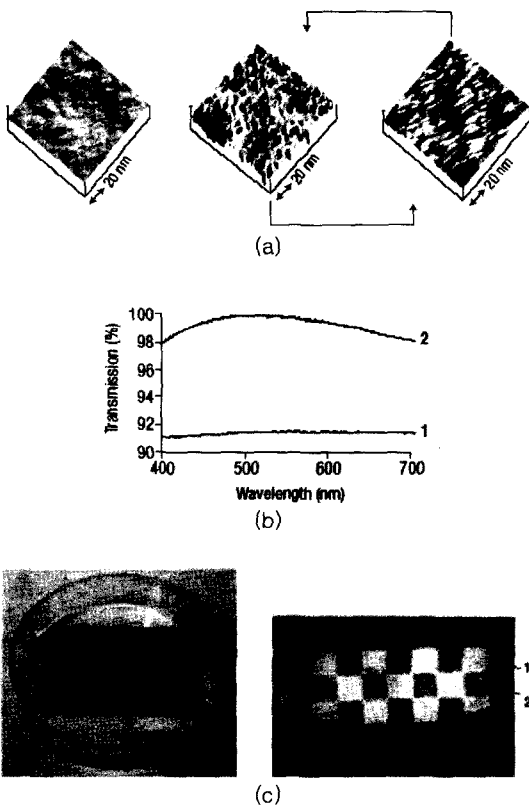 20 nm
20 nm
20 nm
(a)
100
98
96
94
92
90
Transmission (%)
2
1
400 500 600 700
Wavelength (nm)
(b)
1
2
(c)